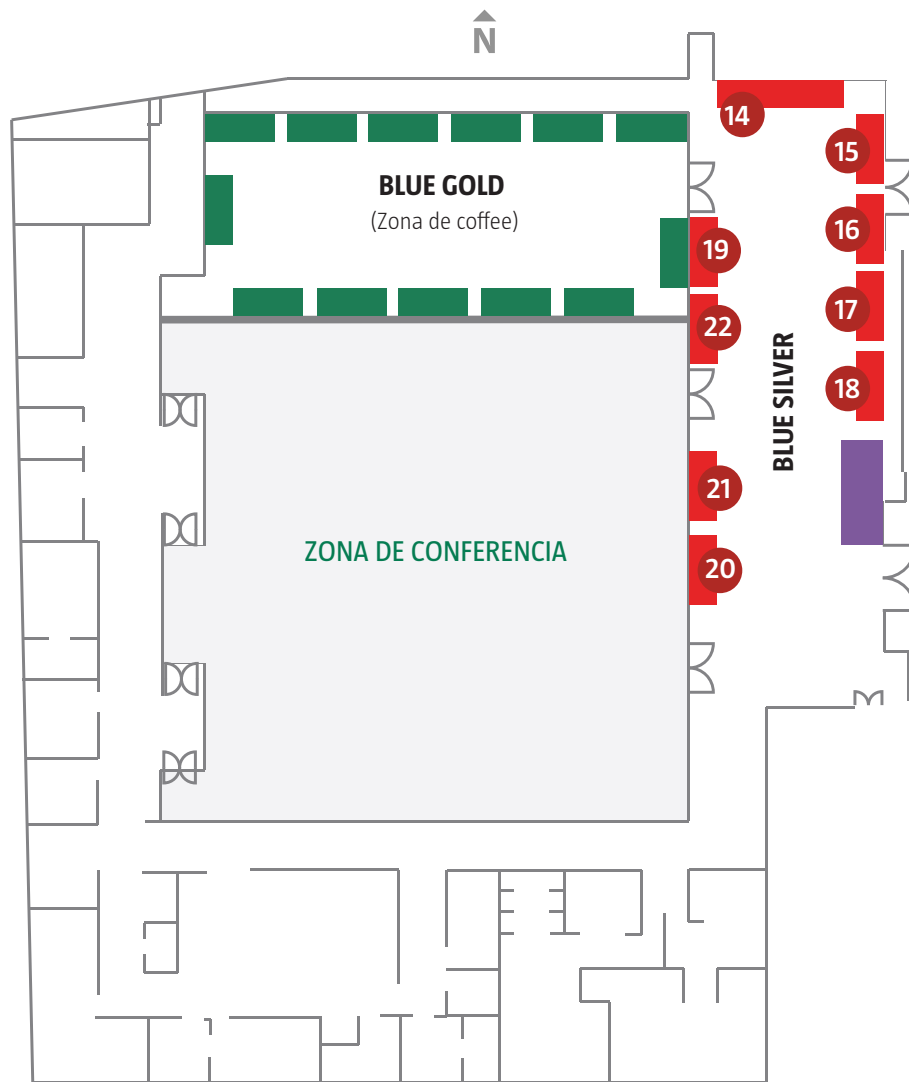 N
14
15
BLUE GOLD
(Zona de coffee)
16
19
17
22
18
BLUE SILVER
21
ZONA DE CONFERENCIA
20